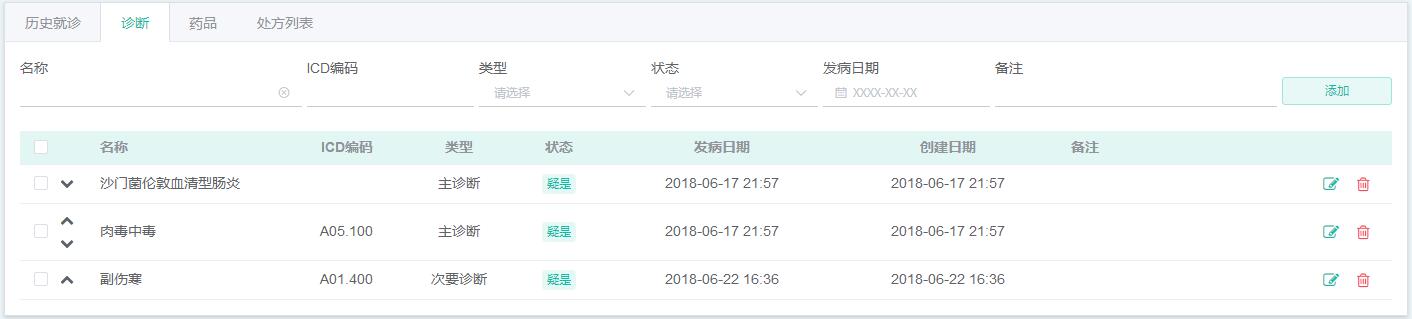 历史就诊 诊断 药品 处方列表
名称 ICD编码 类型 状态 发病日期 备注
请选择 请选择 XXXX-XX-XX 添加
名称 ICD编码 类型 状态 发病日期 创建日期 备注
沙门菌伦敦血清型肠炎 主诊断 疑是 2018-06-17 21:57 2018-06-17 21:57
肉毒中毒 A05.100 主诊断 疑是 2018-06-17 21:57 2018-06-17 21:57
副伤寒 A01.400 次要诊断 疑是 2018-06-22 16:36 2018-06-22 16:36